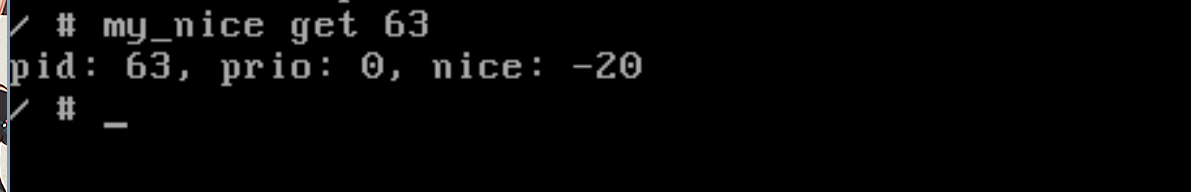 / # my_nice get 63
pid: 63, prio: 0, nice: -20
/ # _